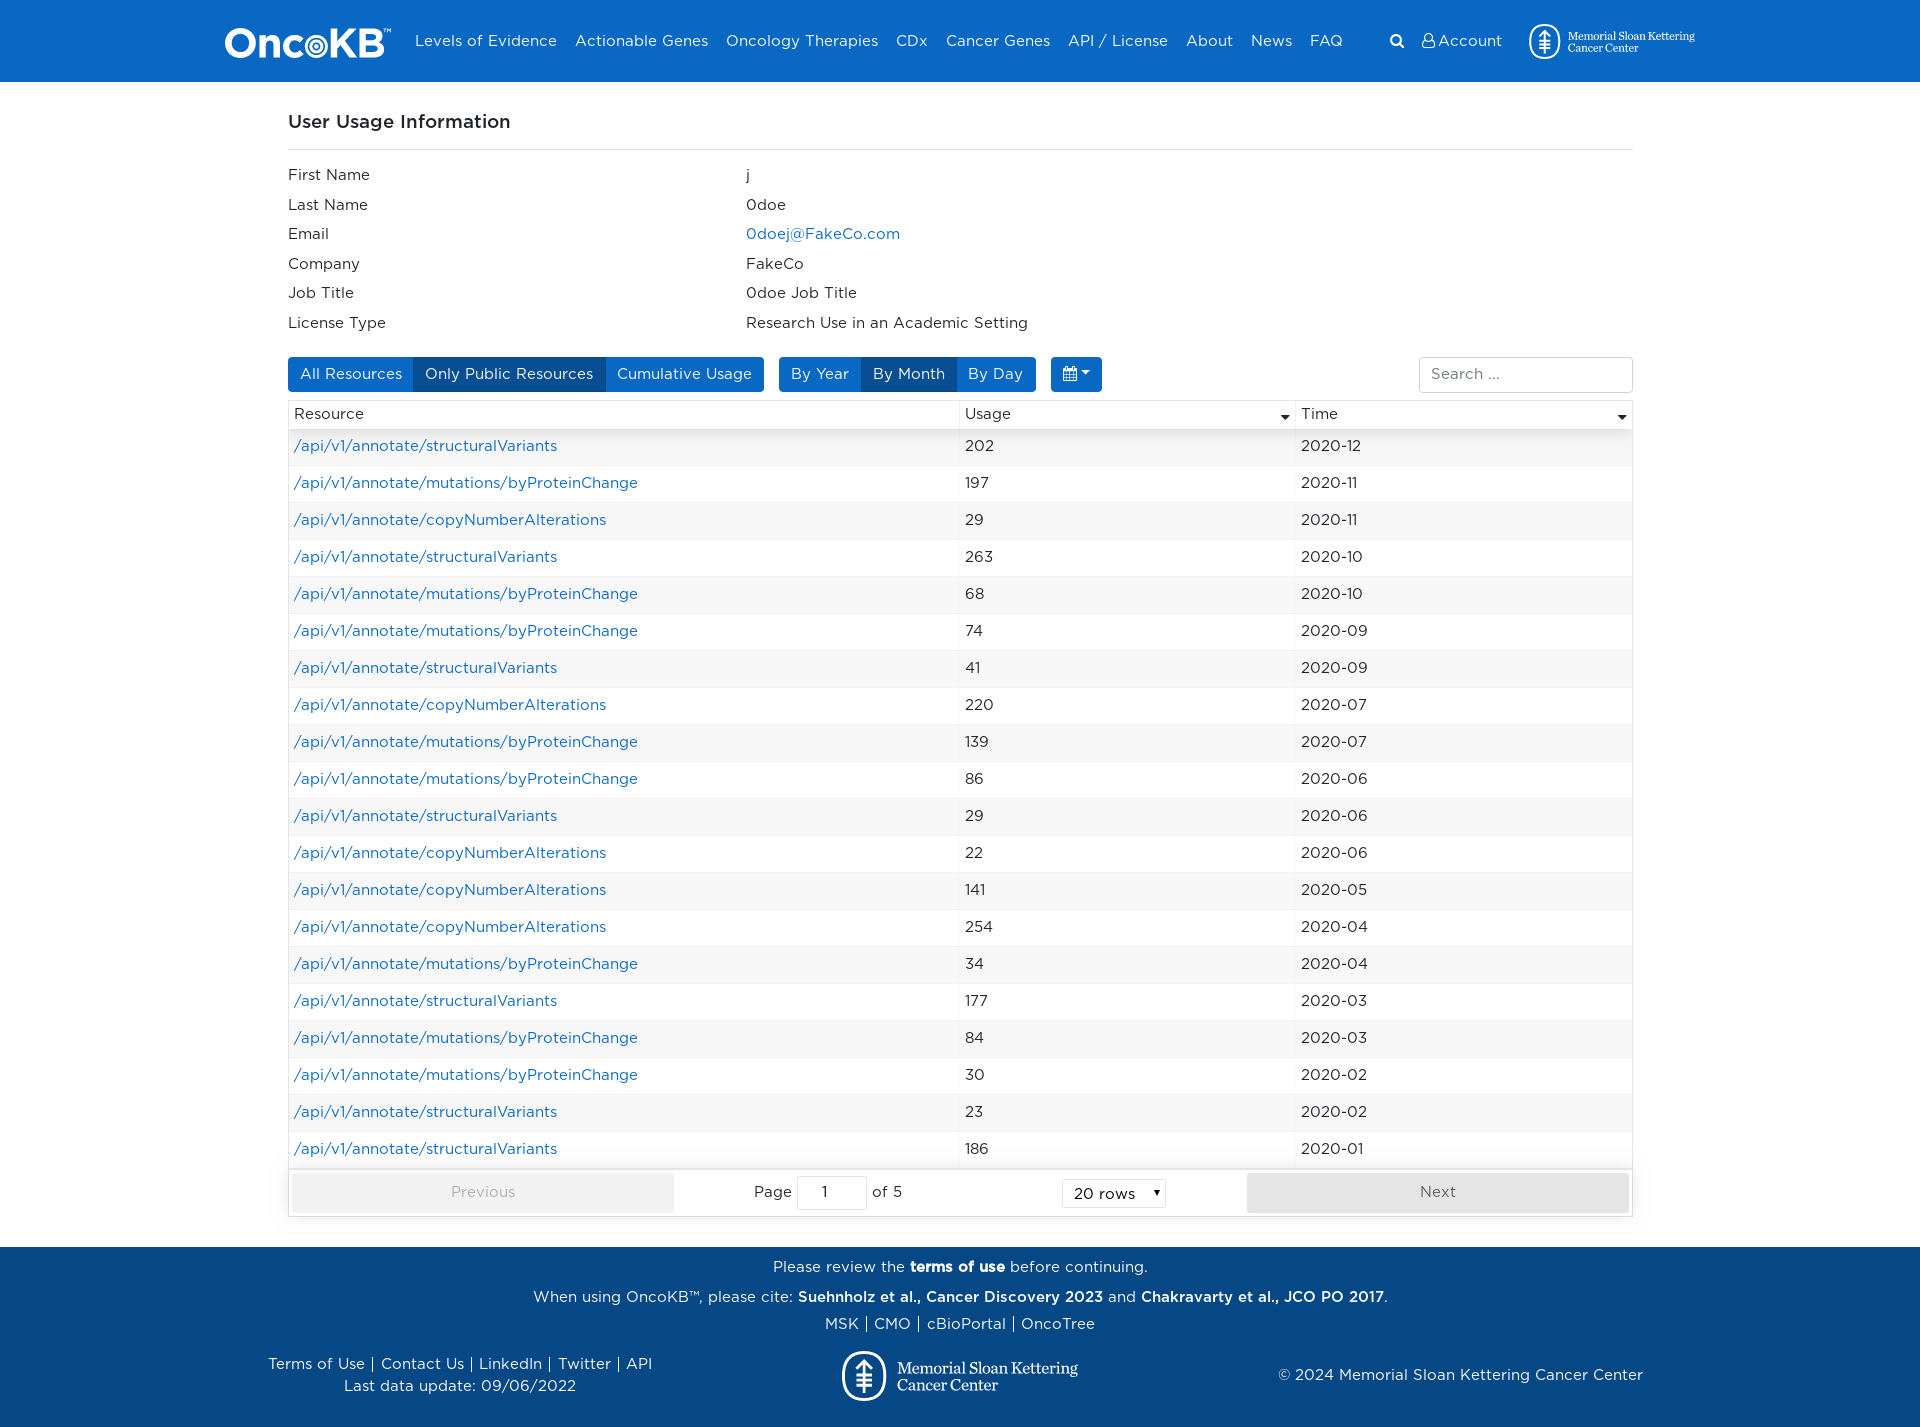 OncoKB™ Levels of Evidence Actionable Genes Oncology Therapies CDx Cancer Genes API / License About News FAQ Account Memorial Sloan Kettering
Cancer Center
User Usage Information
First Name j
Last Name 0doe
Email 0doej@FakeCo.com
Company FakeCo
Job Title 0doe Job Title
License Type Research Use in an Academic Setting
All Resources Only Public Resources Cumulative Usage By Year By Month By Day Search ...
Resource Usage Time
/api/v1/annotate/structuralVariants 202 2020-12
/api/v1/annotate/mutations/byProteinChange 197 2020-11
/api/v1/annotate/copyNumberAlterations 29 2020-11
/api/v1/annotate/structuralVariants 263 2020-10
/api/v1/annotate/mutations/byProteinChange 68 2020-10
/api/v1/annotate/mutations/byProteinChange 74 2020-09
/api/v1/annotate/structuralVariants 41 2020-09
/api/v1/annotate/copyNumberAlterations 220 2020-07
/api/v1/annotate/mutations/byProteinChange 139 2020-07
/api/v1/annotate/mutations/byProteinChange 86 2020-06
/api/v1/annotate/structuralVariants 29 2020-06
/api/v1/annotate/copyNumberAlterations 22 2020-06
/api/v1/annotate/copyNumberAlterations 141 2020-05
/api/v1/annotate/copyNumberAlterations 254 2020-04
/api/v1/annotate/mutations/byProteinChange 34 2020-04
/api/v1/annotate/structuralVariants 177 2020-03
/api/v1/annotate/mutations/byProteinChange 84 2020-03
/api/v1/annotate/mutations/byProteinChange 30 2020-02
/api/v1/annotate/structuralVariants 23 2020-02
/api/v1/annotate/structuralVariants 186 2020-01
Previous Page 1 of 5 20 rows Next
Please review the terms of use before continuing.
When using OncoKB™, please cite: Suehnholz et al., Cancer Discovery 2023 and Chakravarty et al., JCO PO 2017.
MSK | CMO | cBioPortal | OncoTree
Terms of Use | Contact Us | LinkedIn | Twitter | API
Last data update: 09/06/2022
Memorial Sloan Kettering
Cancer Center
© 2024 Memorial Sloan Kettering Cancer Center